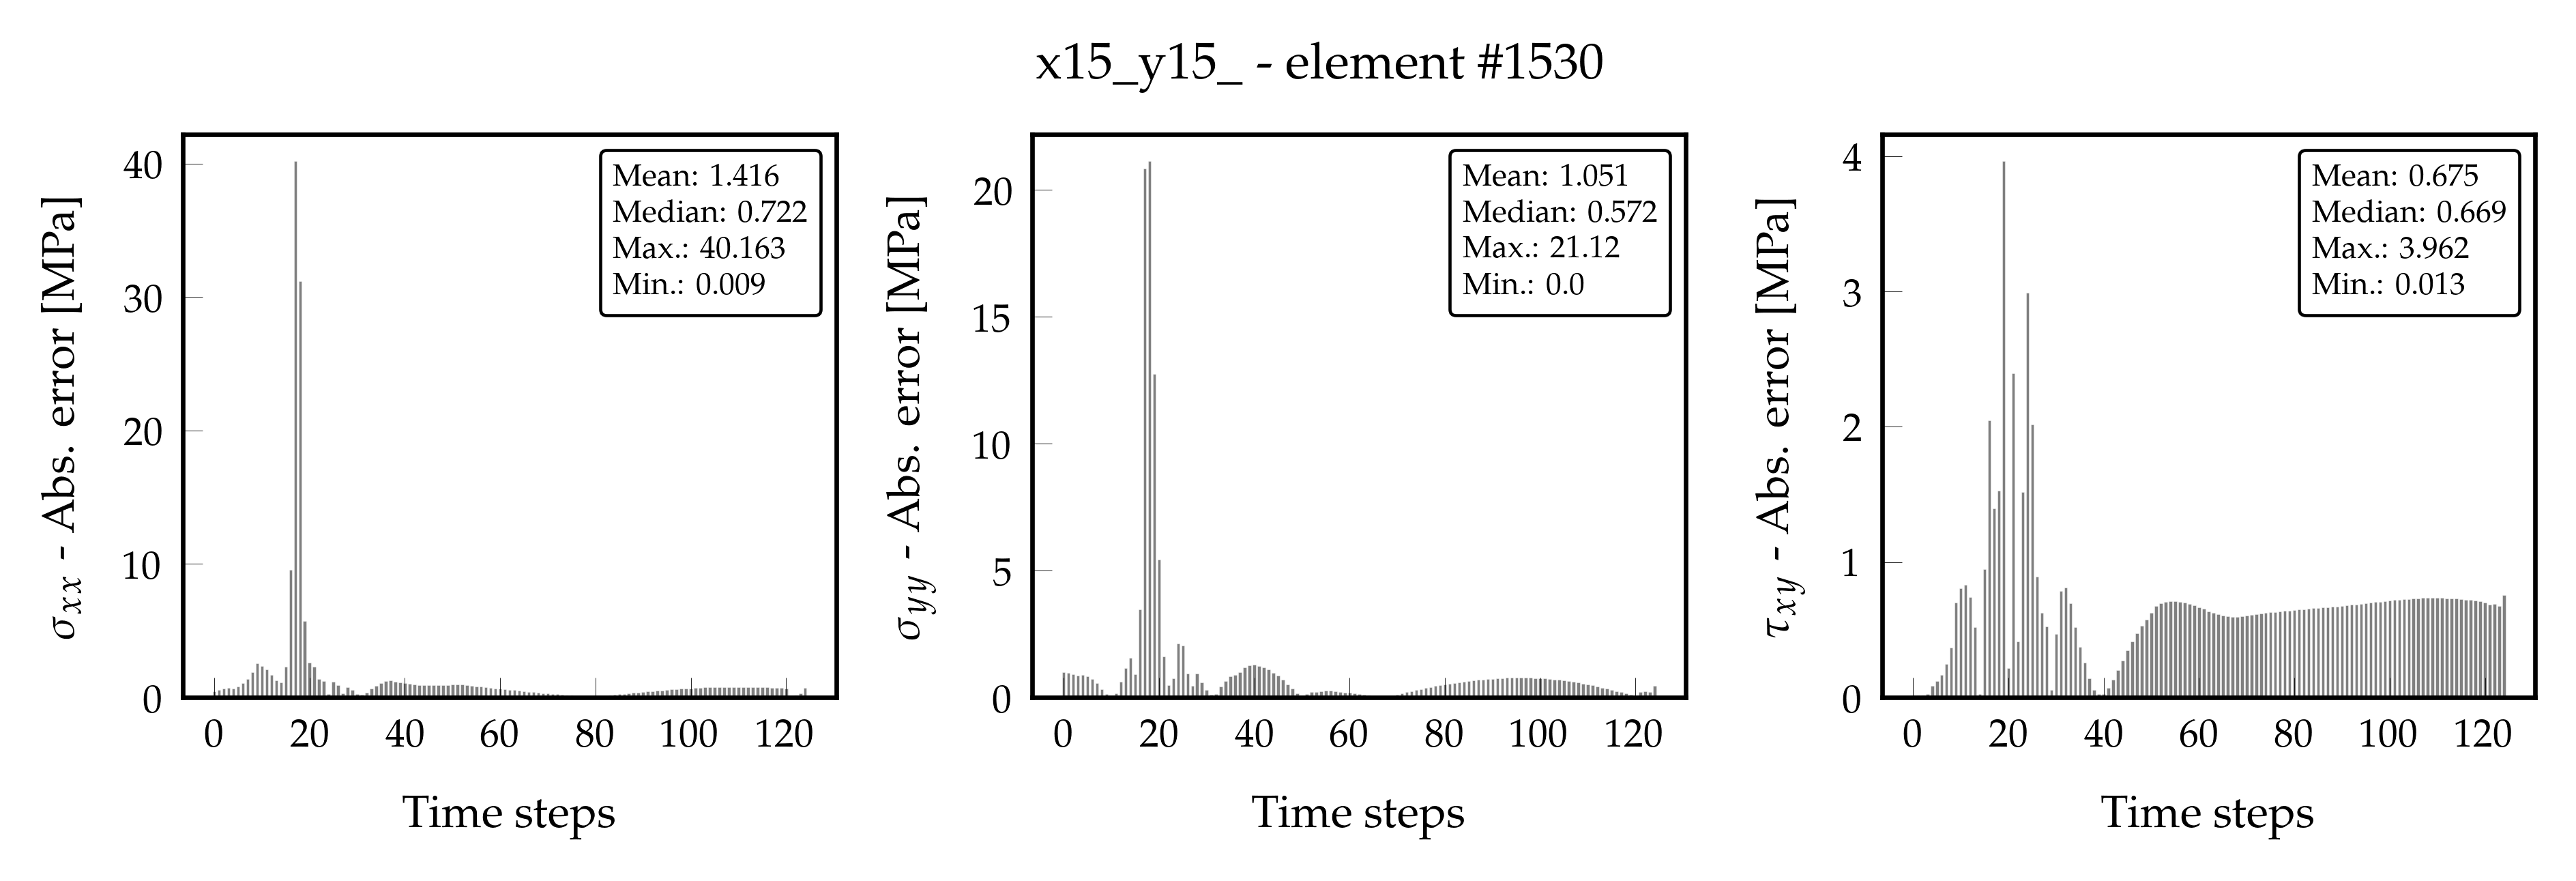 x15_y15_ - element #1530
σxx - Abs. error [MPa]
40
30
20
10
0
Mean: 1.416
Median: 0.722
Max.: 40.163
Min.: 0.009
0 20 40 60 80 100 120
Time steps
σyy - Abs. error [MPa]
20
15
10
5
0
Mean: 1.051
Median: 0.572
Max.: 21.12
Min.: 0.0
0 20 40 60 80 100 120
Time steps
τxy - Abs. error [MPa]
4
3
2
1
0
Mean: 0.675
Median: 0.669
Max.: 3.962
Min.: 0.013
0 20 40 60 80 100 120
Time steps